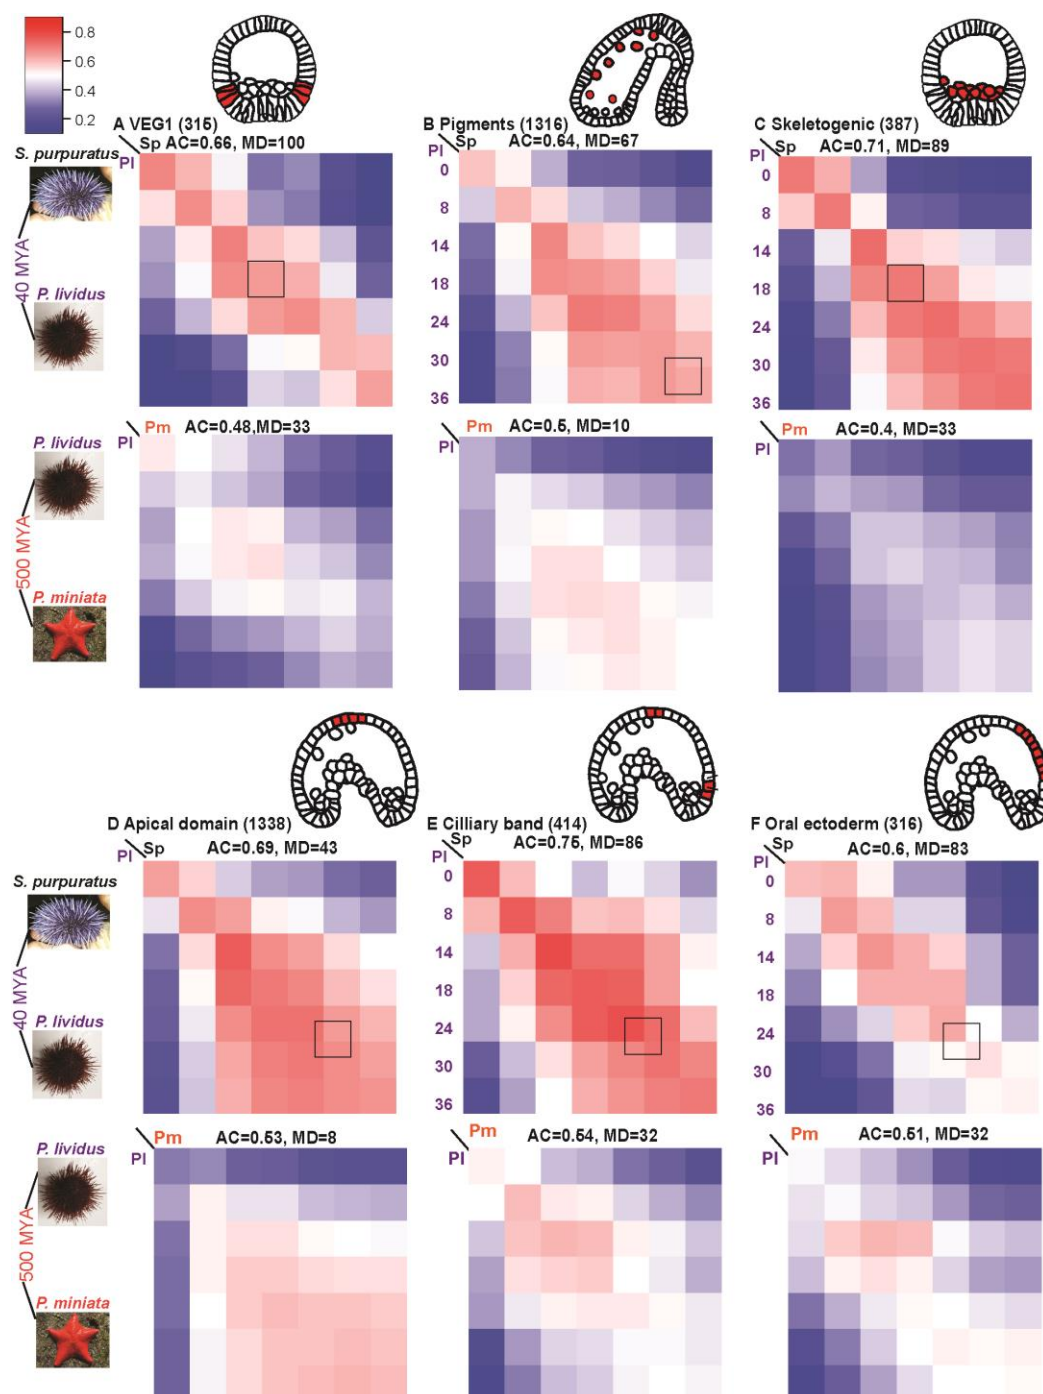 0.8
0.6
0.4
0.2
A VEG1 (315)
Sp AC=0.66, MD=100
Pl
B Pigments (1316)
Sp AC=0.64, MD=67
Pl
C Skeletogenic (387)
Sp AC=0.71, MD=89
Pl
S. purpuratus
40 MYA
P. lividus
0
8
14
18
24
30
36
0
8
14
18
24
30
36
Pm AC=0.48,MD=33
Pl
Pm AC=0.5, MD=10
Pl
Pm AC=0.4, MD=33
Pl
P. lividus
500 MYA
P. miniata
D Apical domain (1338)
Sp AC=0.69, MD=43
Pl
E Cilliary band (414)
Sp AC=0.75, MD=86
Pl
F Oral ectoderm (316)
Sp AC=0.6, MD=83
Pl
S. purpuratus
40 MYA
P. lividus
0
8
14
18
24
30
36
0
8
14
18
24
30
36
Pm AC=0.53, MD=8
Pl
Pm AC=0.54, MD=32
Pl
Pm AC=0.51, MD=32
Pl
P. lividus
500 MYA
P. miniata